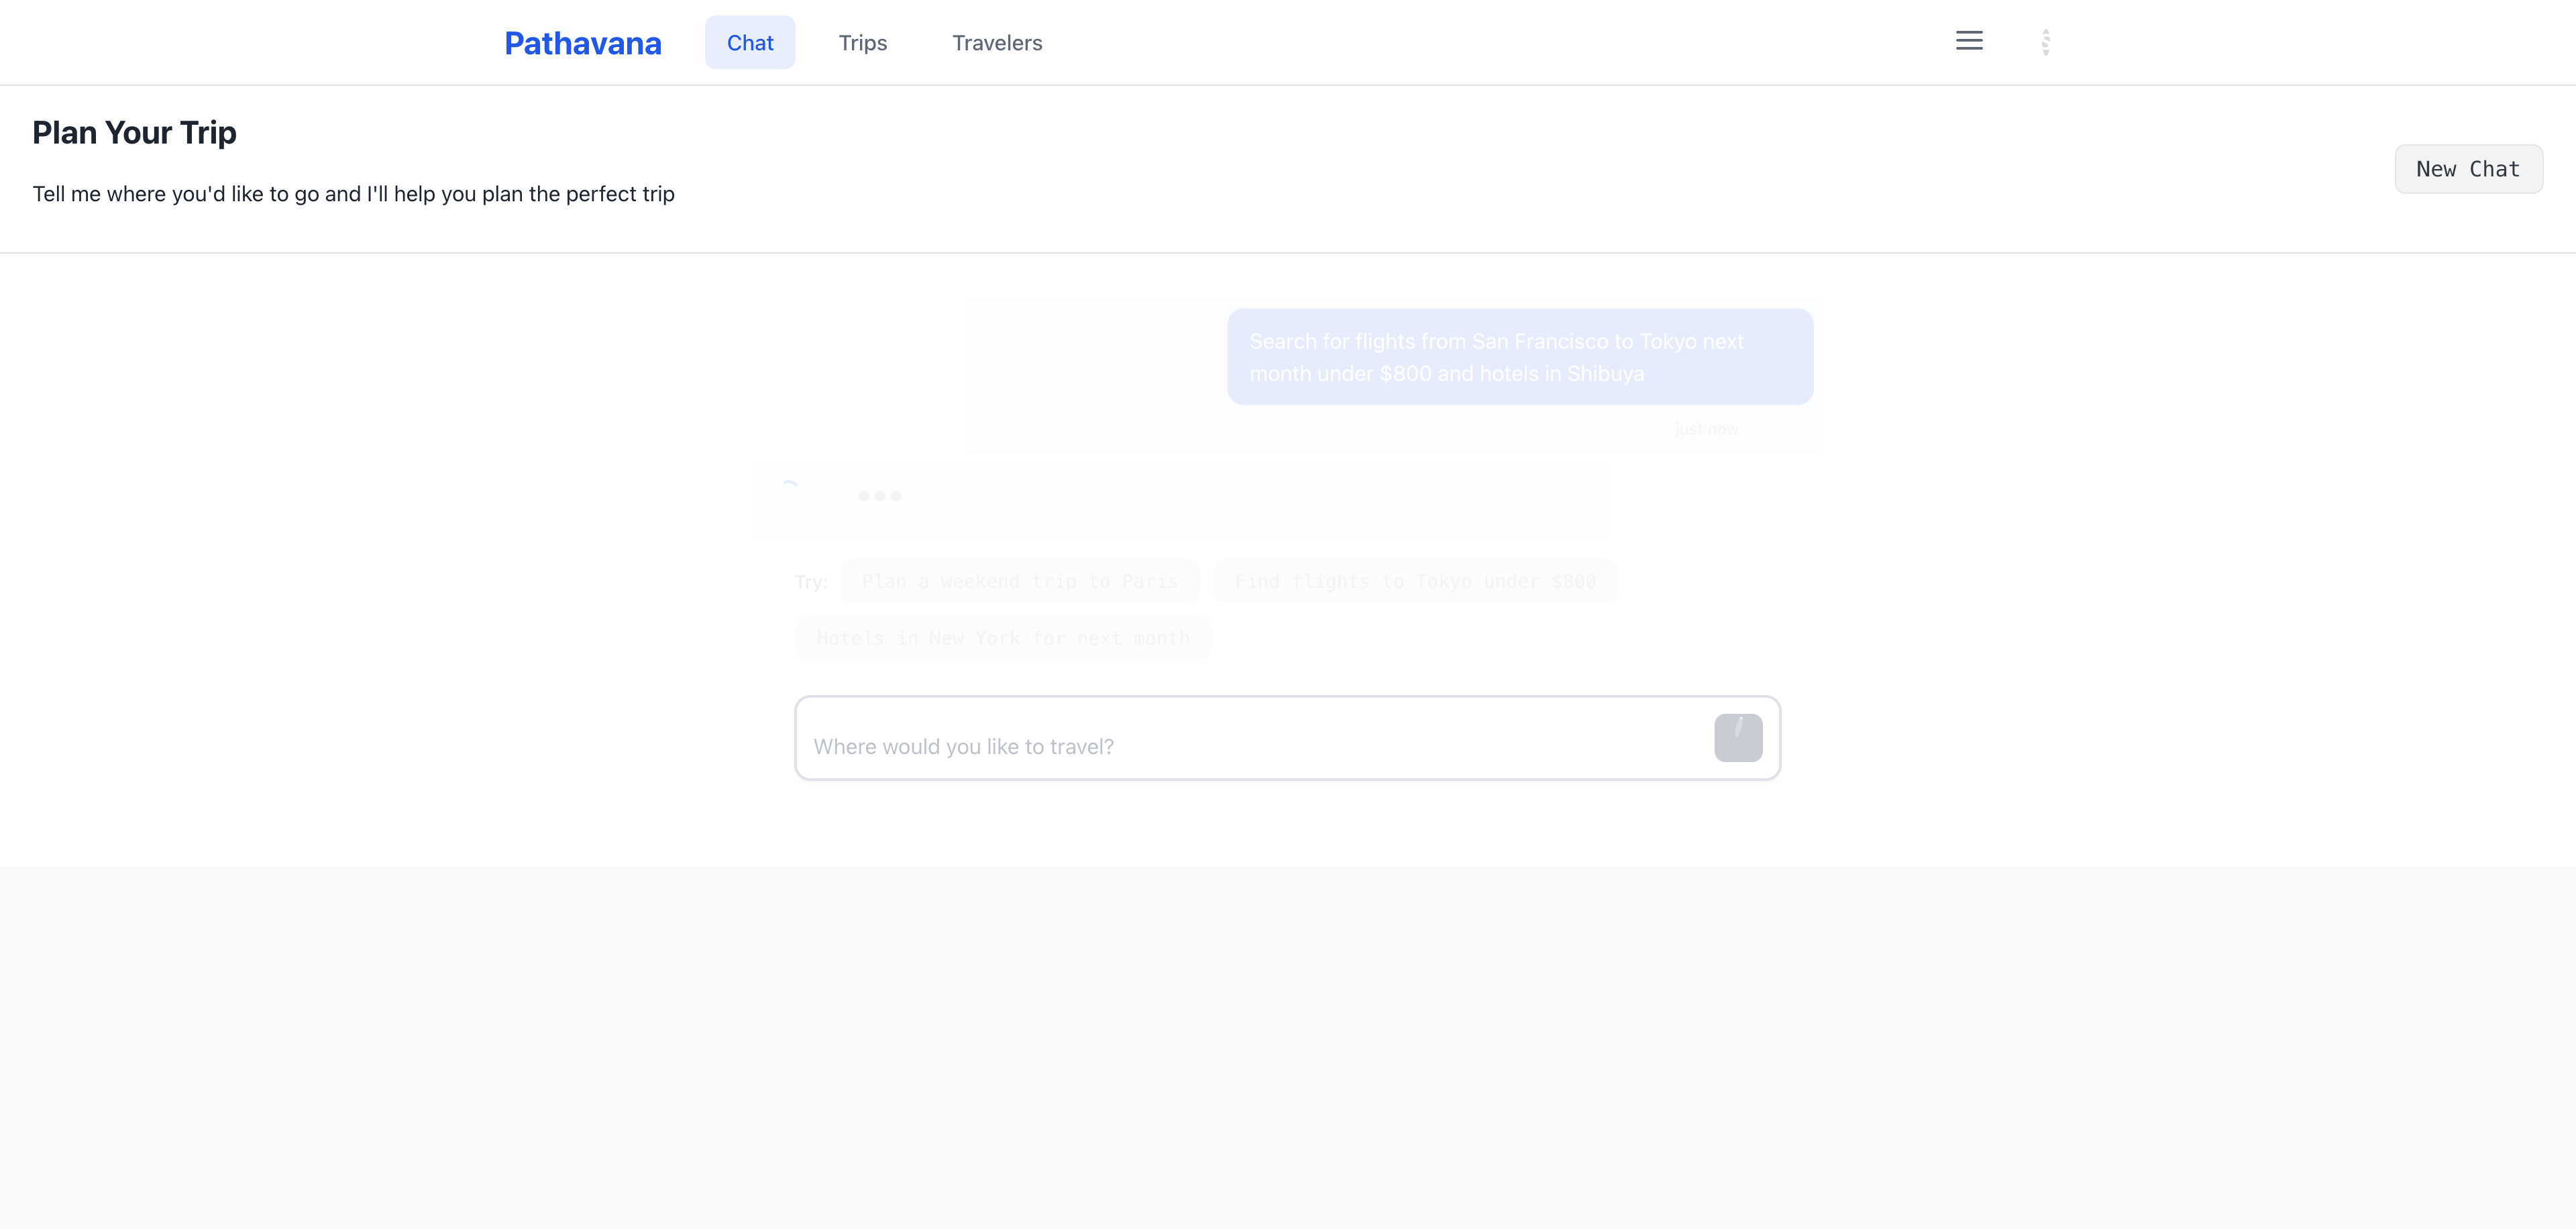 Pathavana
Chat
Trips
Travelers
Plan Your Trip
Tell me where you'd like to go and I'll help you plan the perfect trip
New Chat
Search for flights from San Francisco to Tokyo next
month under $800 and hotels in Shibuya
just now
Try:
Plan a weekend trip to Paris
Find flights to Tokyo under $800
Hotels in New York for next month
Where would you like to travel?